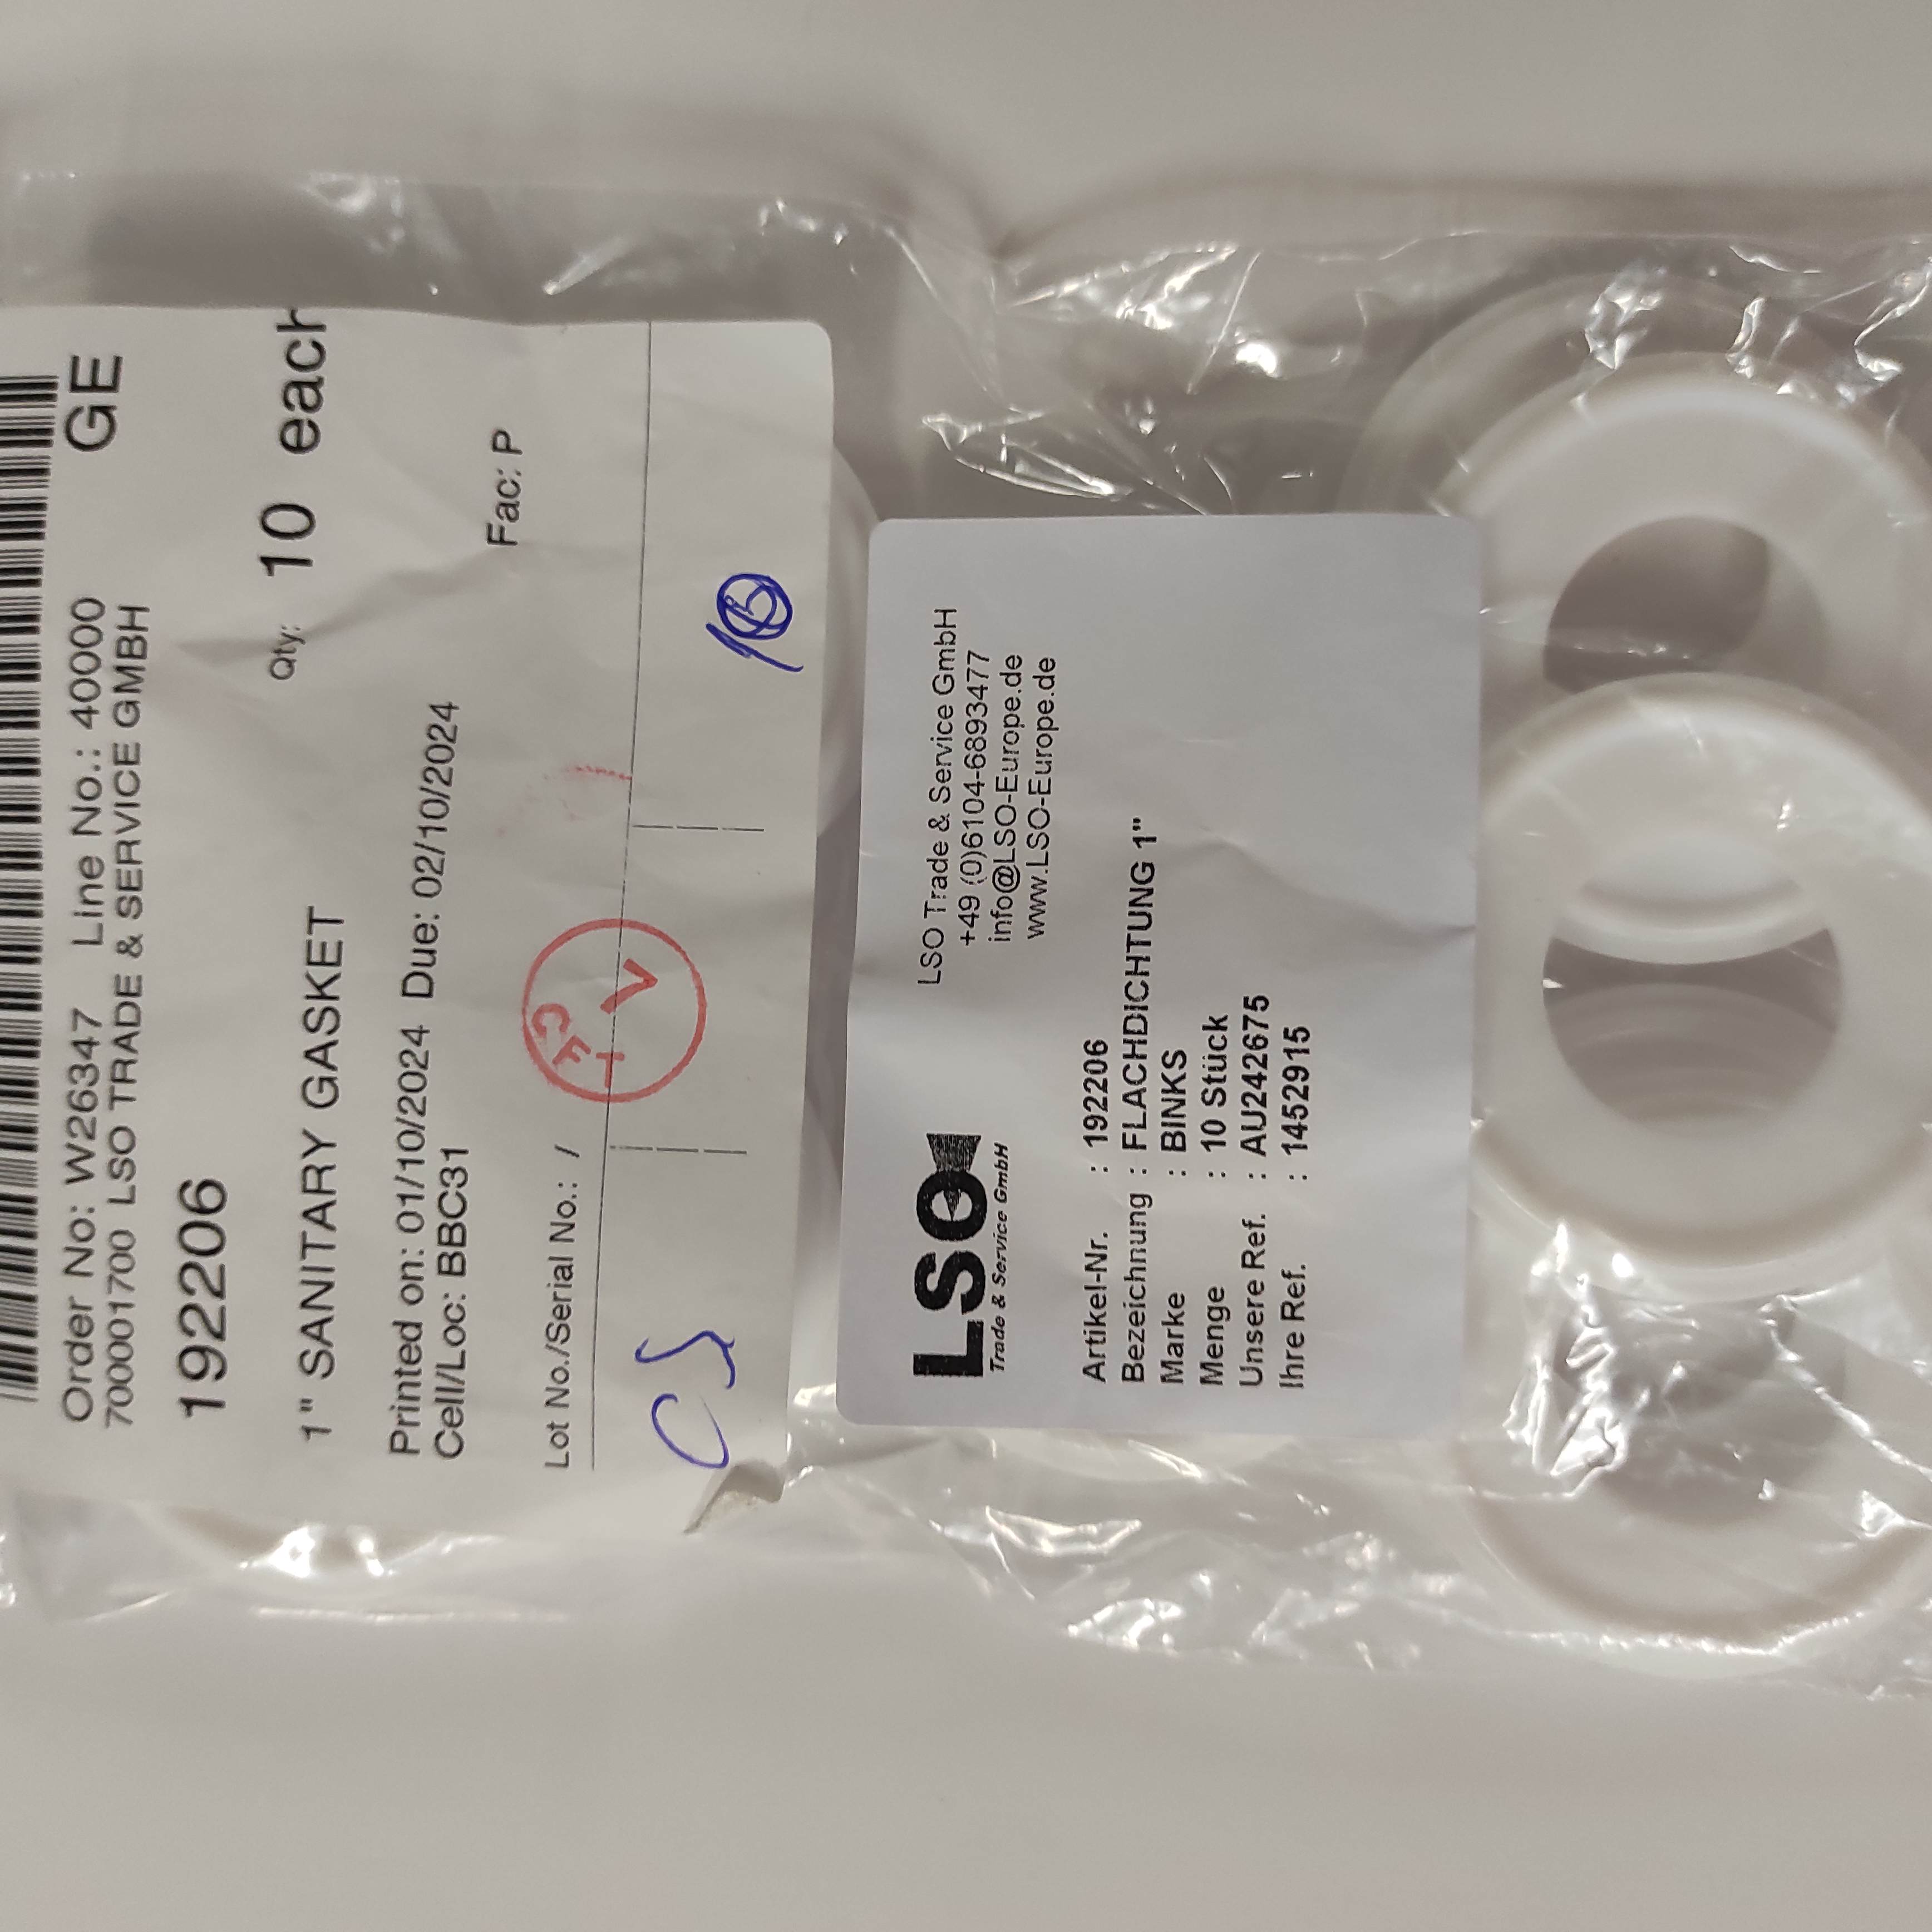 Order No: W26347 Line No.: 40000 GE
700001700 LSO TRADE & SERVICE GMBH
192206
Qty: 10 each
1" SANITARY GASKET
Printed on: 01/10/2024 Due: 02/10/2024
Cell/Loc: BBC31
Fac: P
Lot No./Serial No.: /
LSO
Trade & Service GmbH
LSO Trade & Service GmbH
+49 (0)6104-6893477
info@LSO-Europe.de
www.LSO-Europe.de
Artikel-Nr. : 192206
Bezeichnung : FLACHDICHTUNG 1"
Marke : BINKS
Menge : 10 Stück
Unsere Ref. : AU242675
Ihre Ref. : 1452915